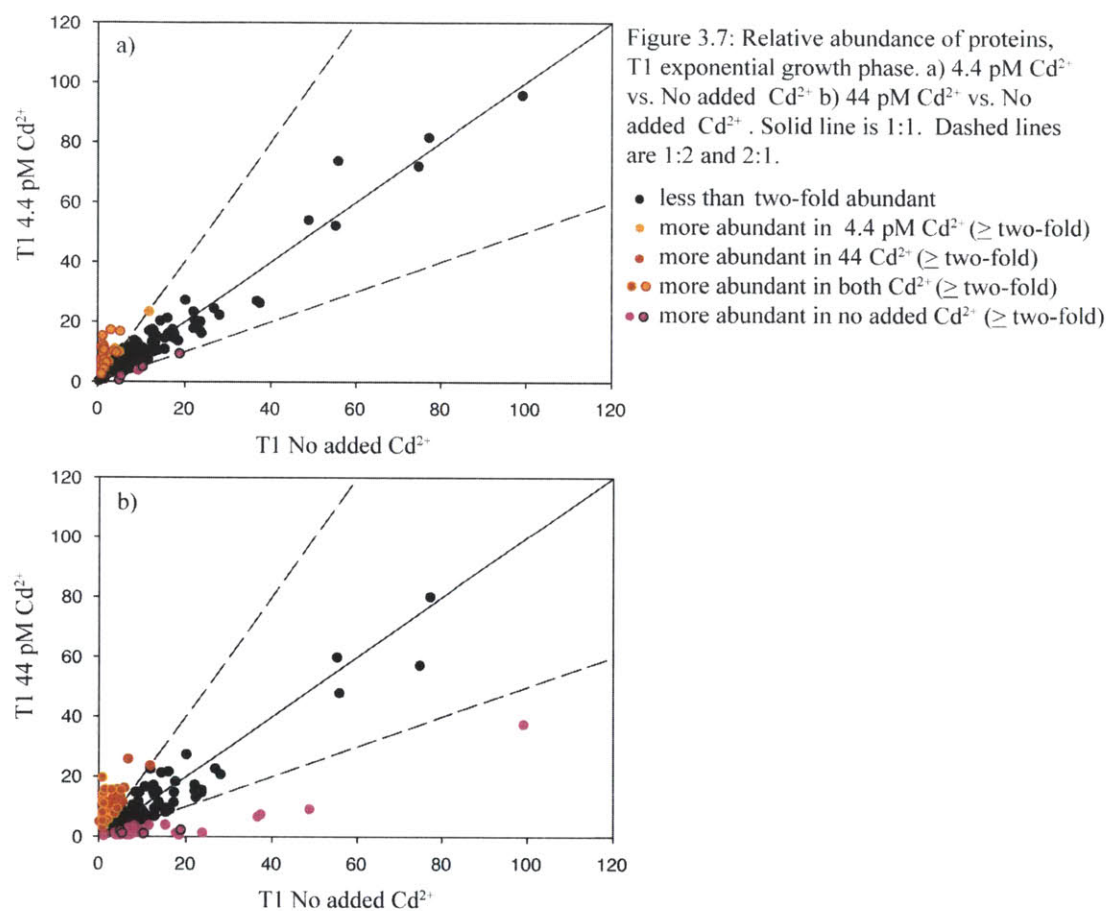 120
100
80
60
40
20
0
a)
T1 4.4 pM Cd²⁺
0 20 40 60 80 100 120
T1 No added Cd²⁺
Figure 3.7: Relative abundance of proteins,
T1 exponential growth phase. a) 4.4 pM Cd²⁺
vs. No added Cd²⁺ b) 44 pM Cd²⁺ vs. No
added Cd²⁺ . Solid line is 1:1. Dashed lines
are 1:2 and 2:1.
less than two-fold abundant
more abundant in 4.4 pM Cd²⁺ (≥ two-fold)
more abundant in 44 Cd²⁺ (≥ two-fold)
more abundant in both Cd²⁺ (≥ two-fold)
more abundant in no added Cd²⁺ (≥ two-fold)
120
100
80
60
40
20
0
b)
T1 44 pM Cd²⁺
0 20 40 60 80 100 120
T1 No added Cd²⁺